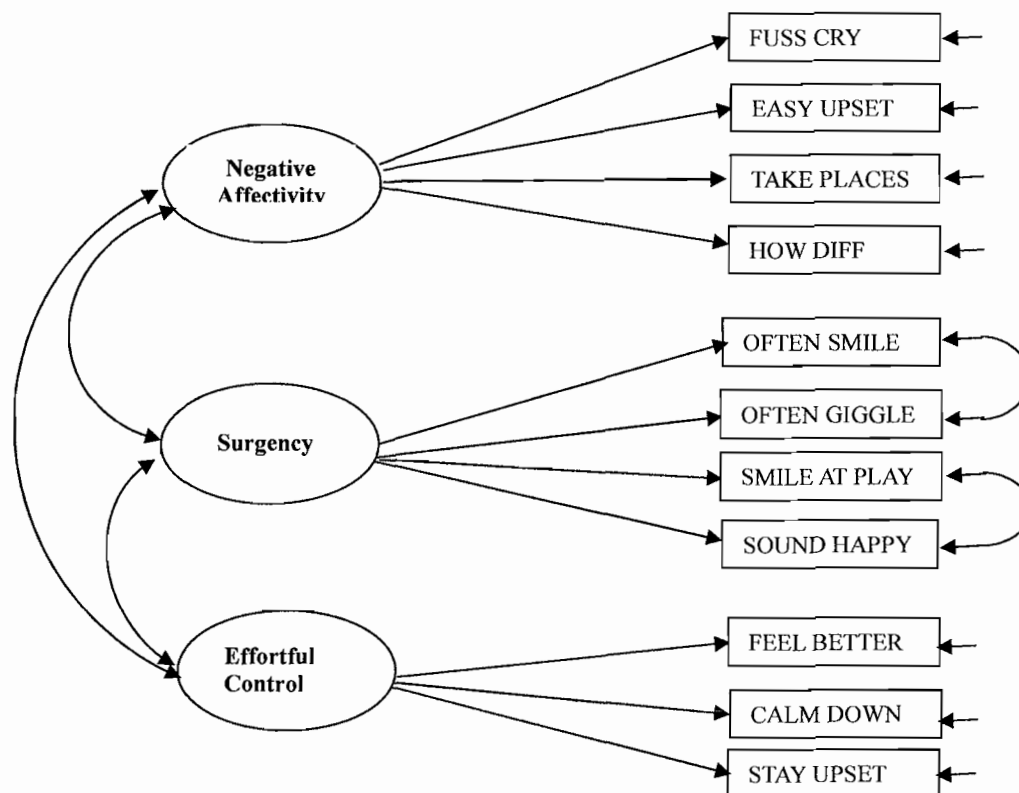 FUSS CRY
EASY UPSET
TAKE PLACES
HOW DIFF
Negative
Affectivity
OFTEN SMILE
OFTEN GIGGLE
SMILE AT PLAY
SOUND HAPPY
Surgency
FEEL BETTER
CALM DOWN
STAY UPSET
Effortful
Control